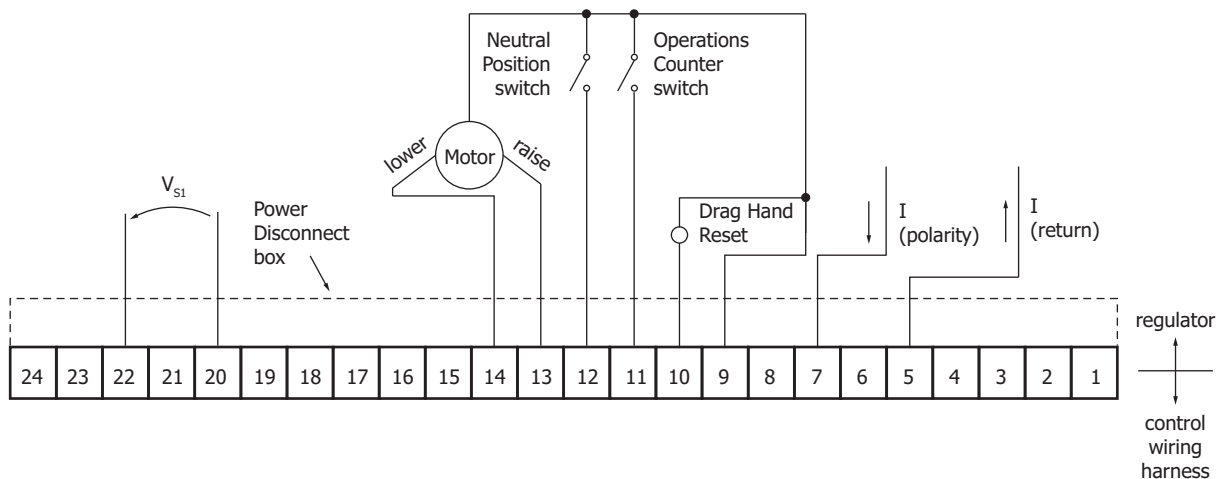 Neutral
Position
switch
Operations
Counter
switch
lower
Motor
raise
V_S1
Power
Disconnect
box
Drag Hand
Reset
I
(polarity)
I
(return)
regulator
24 23 22 21 20 19 18 17 16 15 14 13 12 11 10 9 8 7 6 5 4 3 2 1
control
wiring
harness